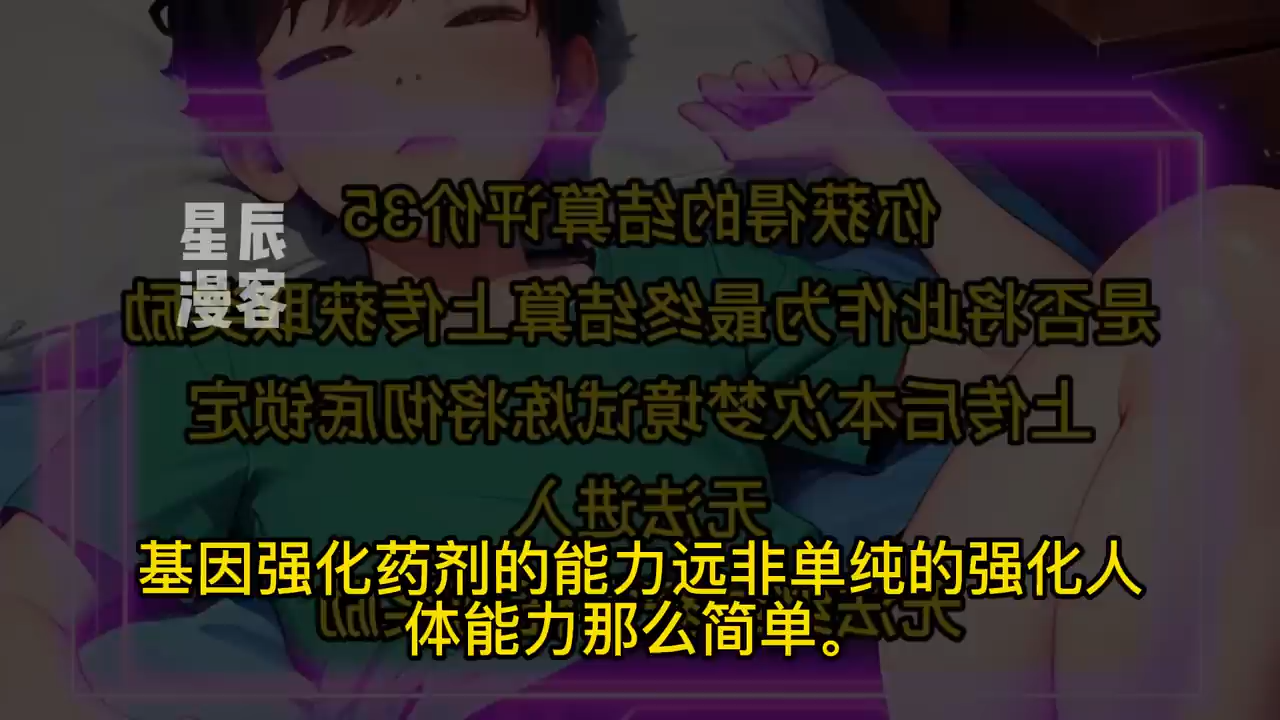 你获得的结算评价35
星辰
漫客
是否将此作为最终结算上传获取奖励
上传后本次梦境试炼将彻底锁定
无法进入
基因强化药剂的能力远非单纯的强化人
体能力那么简单。